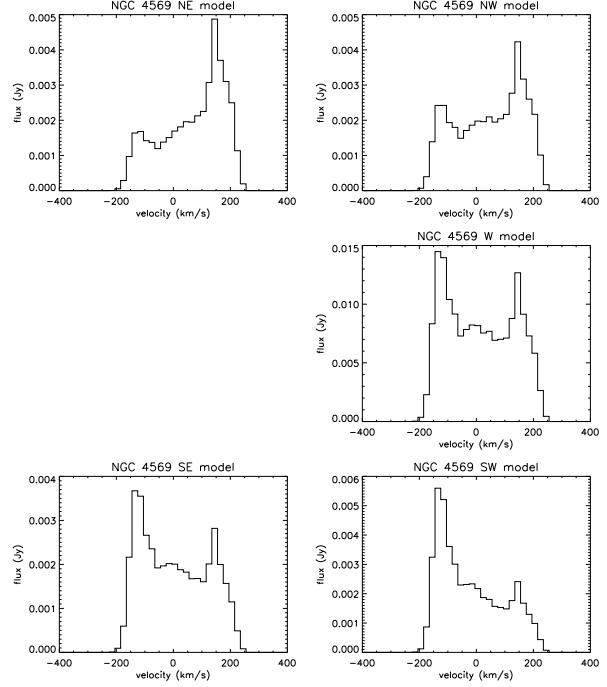 NGC 4569 NE model
0.005
0.004
0.003
0.002
0.001
0.000
flux (Jy)
−400 −200 0 200 400
velocity (km/s)
NGC 4569 NW model
0.005
0.004
0.003
0.002
0.001
0.000
flux (Jy)
−400 −200 0 200 400
velocity (km/s)
NGC 4569 W model
0.015
0.010
0.005
0.000
flux (Jy)
−400 −200 0 200 400
velocity (km/s)
NGC 4569 SE model
0.004
0.003
0.002
0.001
0.000
flux (Jy)
−400 −200 0 200 400
velocity (km/s)
NGC 4569 SW model
0.006
0.005
0.004
0.003
0.002
0.001
0.000
flux (Jy)
−400 −200 0 200 400
velocity (km/s)